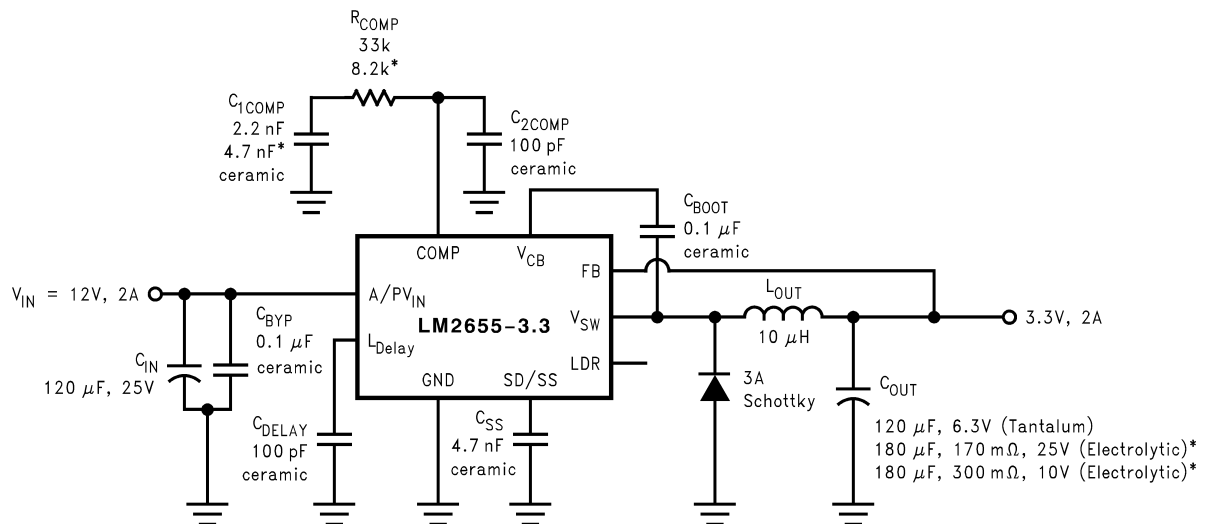 R_COMP
33k
8.2k*
C_1COMP
2.2 nF
4.7 nF*
ceramic
C_2COMP
100 pF
ceramic
C_BOOT
0.1 μF
ceramic
COMP
V_CB
FB
V_IN = 12V, 2A
A/PV_IN
L_OUT
10 μH
V_SW
3.3V, 2A
LM2655-3.3
C_BYP
0.1 μF
ceramic
L_Delay
C_IN
120 μF, 25V
LDR
GND
SD/SS
3A
Schottky
C_OUT
120 μF, 6.3V (Tantalum)
180 μF, 170 mΩ, 25V (Electrolytic)*
180 μF, 300 mΩ, 10V (Electrolytic)*
C_DELAY
100 pF
ceramic
C_SS
4.7 nF
ceramic